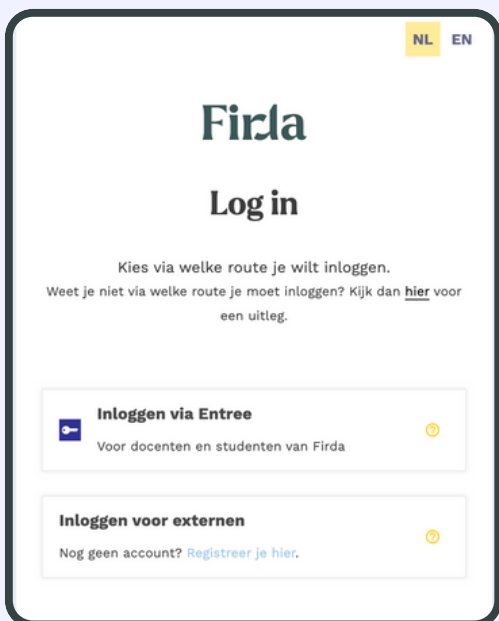 NL EN
Firda
Log in
Kies via welke route je wilt inloggen.
Weet je niet via welke route je moet inloggen? Kijk dan hier voor
een uitleg.
Inloggen via Entree
Voor docenten en studenten van Firda
Inloggen voor externen
Nog geen account? Registreer je hier.